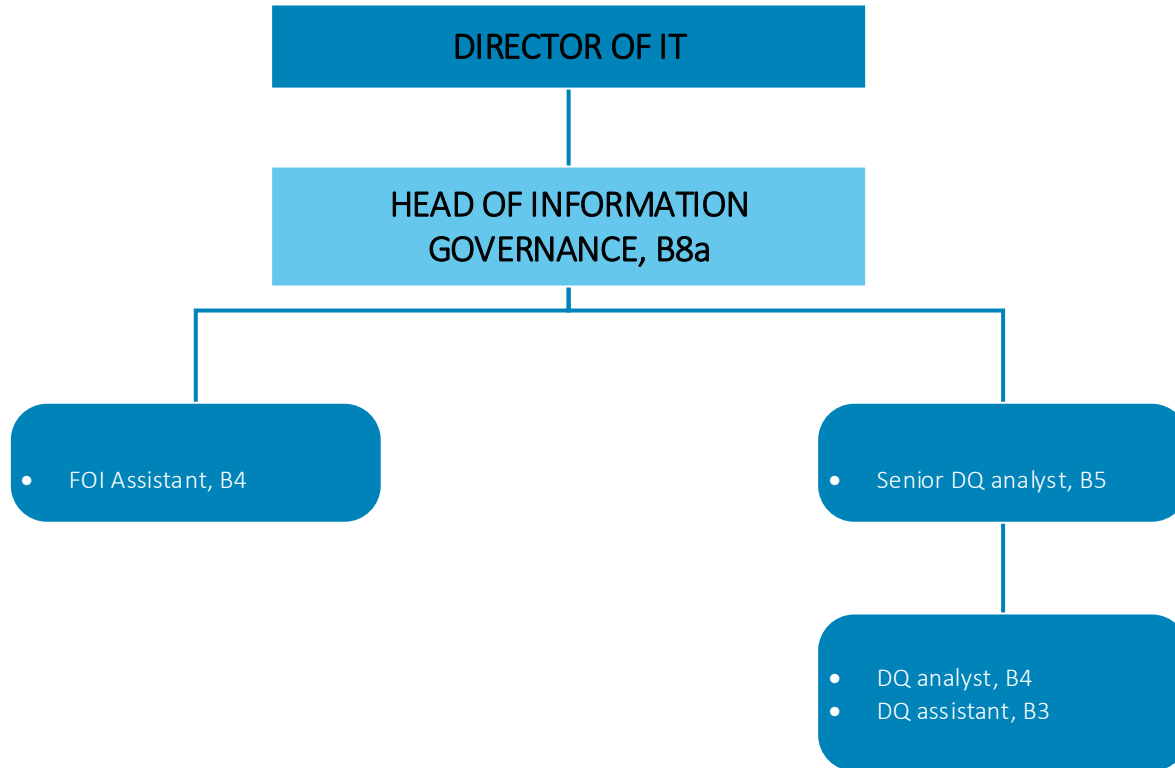 DIRECTOR OF IT
HEAD OF INFORMATION
GOVERNANCE, B8a
• FOI Assistant, B4
• Senior DQ analyst, B5
• DQ analyst, B4
• DQ assistant, B3